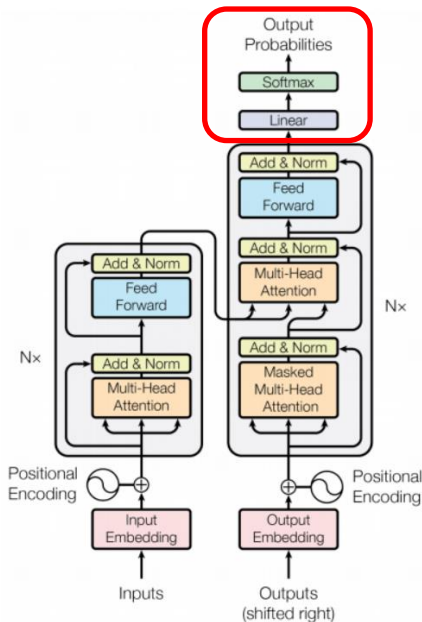 Output
Probabilities
Softmax
Linear
Add & Norm
Feed
Forward
Add & Norm
Multi-Head
Attention
Add & Norm
Masked
Multi-Head
Attention
Nx
Positional
Encoding
Output
Embedding
Outputs
(shifted right)
Add & Norm
Feed
Forward
Add & Norm
Multi-Head
Attention
Nx
Positional
Encoding
Input
Embedding
Inputs